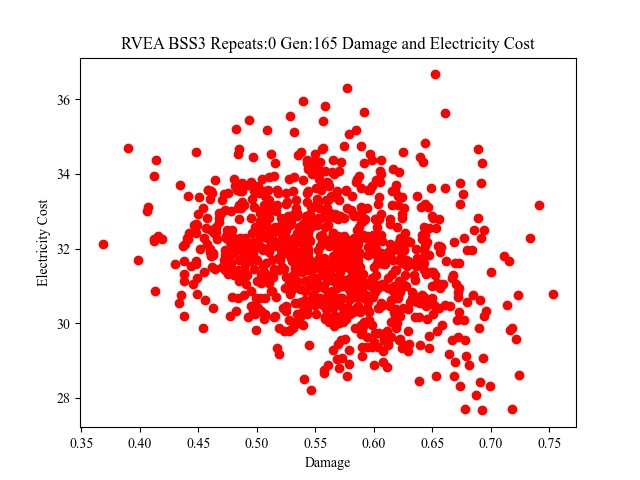 RVEA BSS3 Repeats:0 Gen:165 Damage and Electricity Cost
36
34
32
30
28
Electricity Cost
0.35 0.40 0.45 0.50 0.55 0.60 0.65 0.70 0.75
Damage